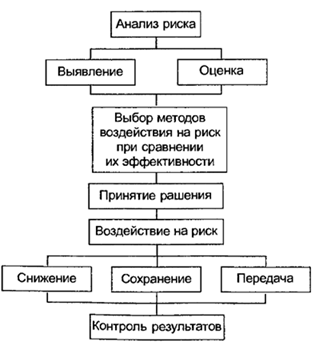 Анализ риска
Выявление
Оценка
Выбор методов
воздействия на риск
при сравнении
их эффективности
Принятие рашения
Воздействие на риск
Снижение
Сохранение
Передача
Контроль результатов